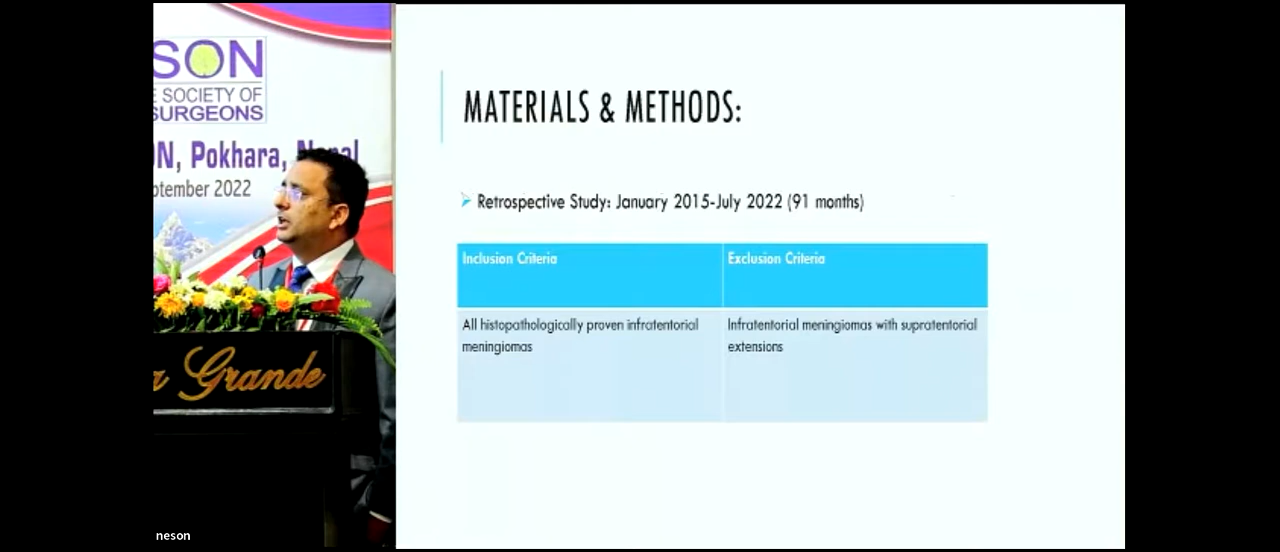 SON
E SOCIETY OF
SURGEONS
ON, Pokhara, Nepal
ptember 2022
Grande
neson
MATERIALS & METHODS:
Retrospective Study: January 2015-July 2022 (91 months)
Inclusion Criteria
Exclusion Criteria
All histopathologically proven infratentorial
meningiomas
Infratentorial meningiomas with supratentorial
extensions